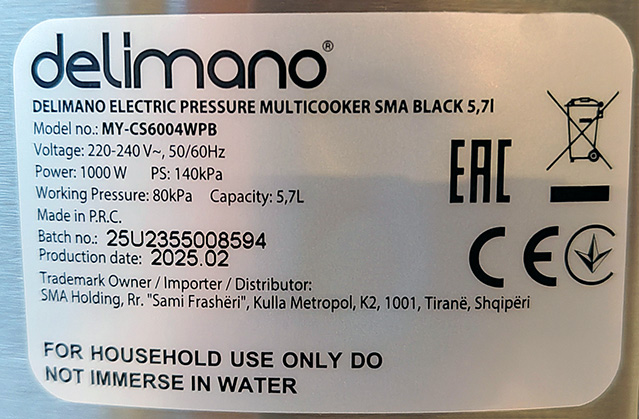 delimano®
DELIMANO ELECTRIC PRESSURE MULTICOOKER SMA BLACK 5,7l
Model no.: MY-CS6004WPB
Voltage: 220-240 V~, 50/60Hz
Power: 1000 W PS: 140kPa
Working Pressure: 80kPa Capacity: 5,7L
Made in P.R.C.
Batch no.: 25U2355008594
Production date: 2025.02
Trademark Owner / Importer / Distributor:
SMA Holding, Rr. "Sami Frashëri", Kulla Metropol, K2, 1001, Tiranë, Shqipëri
FOR HOUSEHOLD USE ONLY DO
NOT IMMERSE IN WATER
EAC
CE